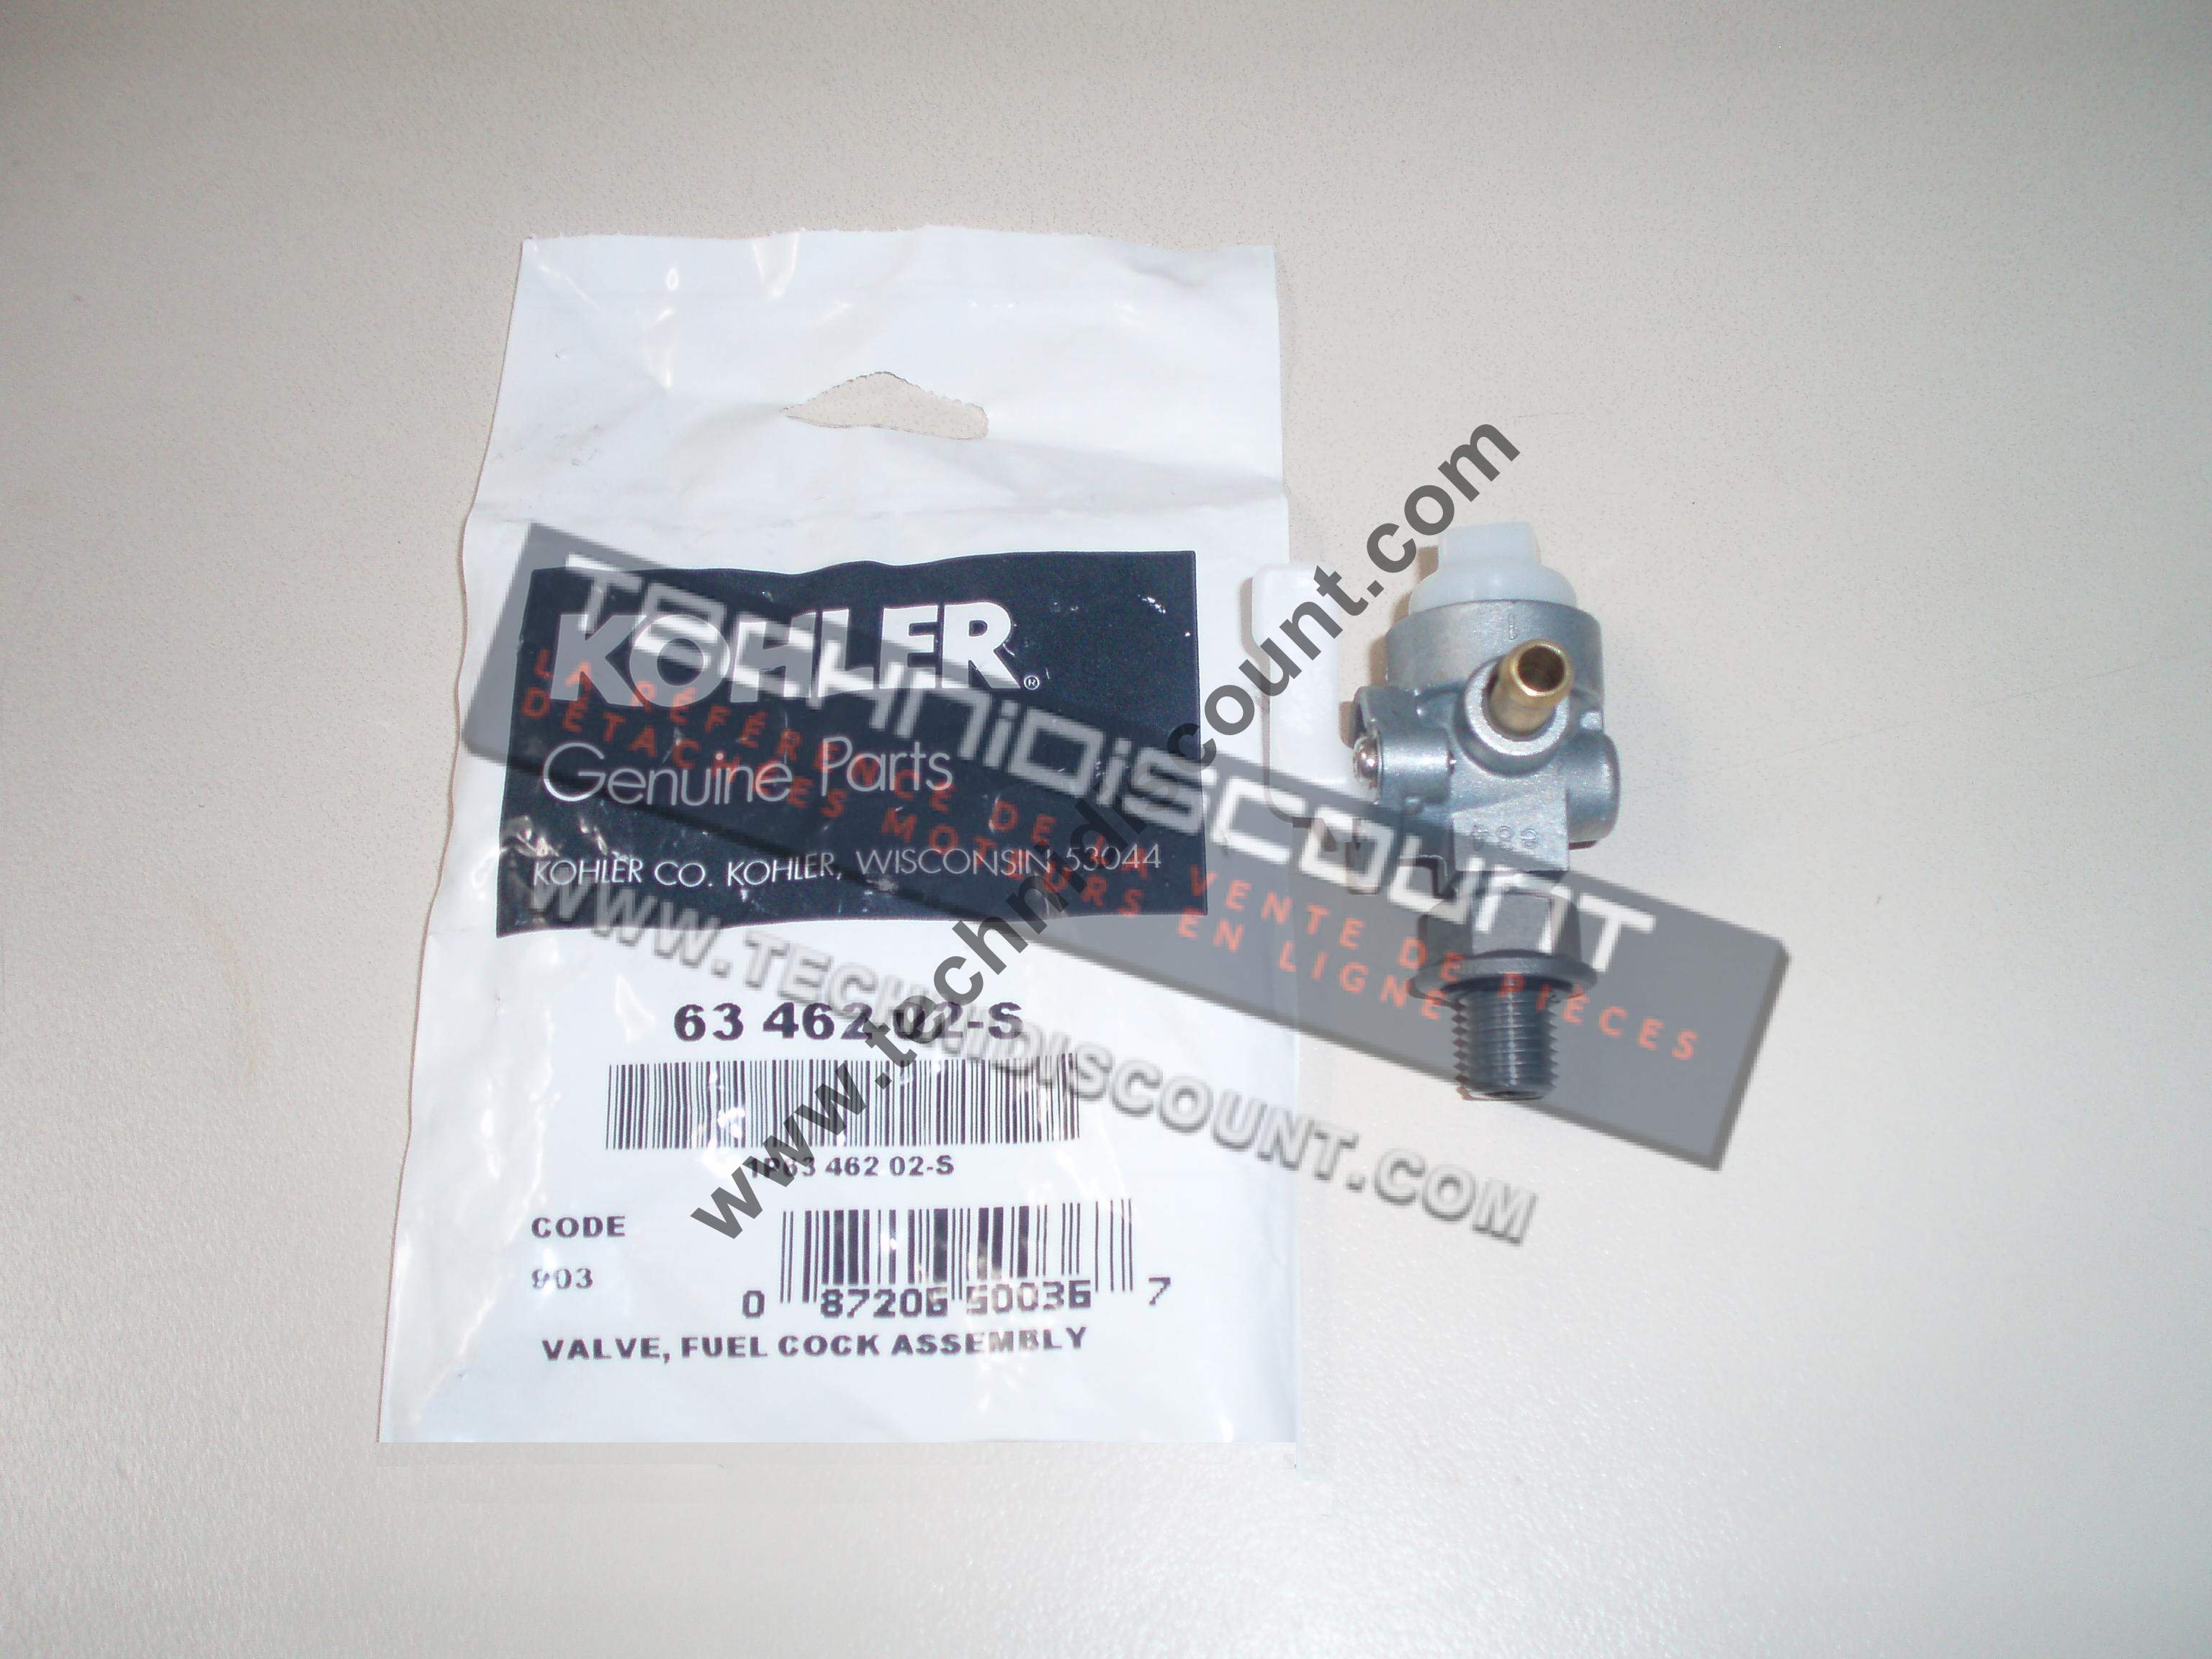 KOHLER®
Genuine Parts
KOHLER CO. KOHLER, WISCONSIN 53044
63 462 02-S
1P63 462 02-S
CODE
903
0 87206 50036 7
VALVE, FUEL COCK ASSEMBLY
TECHNIDISCOUNT
LA RÉFÉRENCE DE LA VENTE DE PIÈCES
DÉTACHÉES MOTEURS EN LIGNE
WWW.TECHNIDISCOUNT.COM
www.technidiscount.com